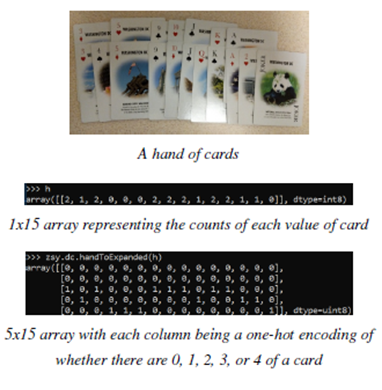 WASHINGTON DC
JOKER
A hand of cards
>>> h
array([[2, 1, 2, 0, 0, 0, 2, 2, 2, 1, 2, 2, 1, 1, 0]], dtype=int8)
1x15 array representing the counts of each value of card
>>> zsy.dc.handToExpanded(h)
array([[0, 0, 0, 0, 0, 0, 0, 0, 0, 0, 0, 0, 0, 0, 0],
[0, 0, 0, 0, 0, 0, 0, 0, 0, 0, 0, 0, 0, 0, 0],
[1, 0, 1, 0, 0, 0, 1, 1, 1, 0, 1, 1, 0, 0, 0],
[0, 1, 0, 0, 0, 0, 0, 0, 0, 1, 0, 0, 1, 1, 0],
[0, 0, 0, 1, 1, 1, 0, 0, 0, 0, 0, 0, 0, 0, 1]], dtype=uint8)
5x15 array with each column being a one-hot encoding of
whether there are 0, 1, 2, 3, or 4 of a card